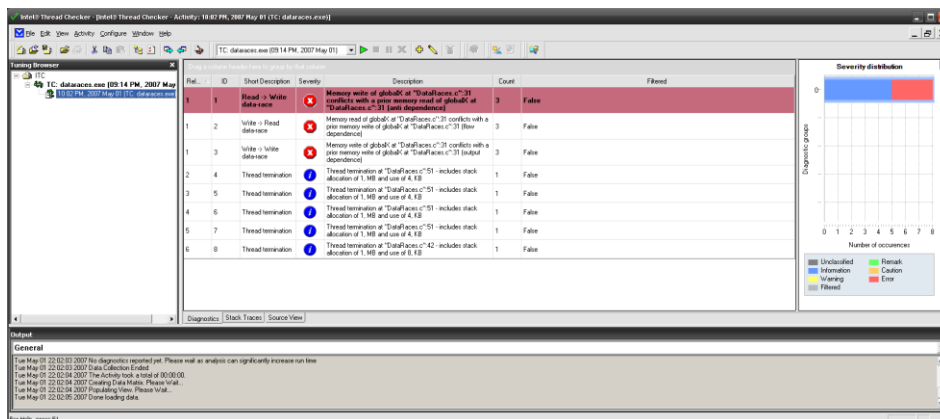 Intel® Thread Checker - [Intel® Thread Checker - Activity: 10:02 PM, 2007 May 01 (TC: dataraces.exe)]
File Edit View Activity Configure Window Help
TC: dataraces.exe (09:14 PM, 2007 May 01)
Tuning Browser
ITC
TC: dataraces.exe (09:14 PM, 2007 May
10:02 PM, 2007 May 01 (TC: dataraces.exe
Drag a column header here to group by that column
Rel... ID Short Description Severity Description Count Filtered
1 1 Read -> Write data-race Memory write of globalX at "DataRaces.c":31 conflicts with a prior memory read of globalX at "DataRaces.c":31 (anti dependence) 3 False
1 2 Write -> Read data-race Memory read of globalX at "DataRaces.c":31 conflicts with a prior memory write of globalX at "DataRaces.c":31 (flow dependence) 3 False
1 3 Write -> Write data-race Memory write of globalX at "DataRaces.c":31 conflicts with a prior memory write of globalX at "DataRaces.c":31 (output dependence) 3 False
2 4 Thread termination Thread termination at "DataRaces.c":51 - includes stack allocation of 1, MB and use of 4, KB 1 False
3 5 Thread termination Thread termination at "DataRaces.c":51 - includes stack allocation of 1, MB and use of 4, KB 1 False
4 6 Thread termination Thread termination at "DataRaces.c":51 - includes stack allocation of 1, MB and use of 4, KB 1 False
5 7 Thread termination Thread termination at "DataRaces.c":51 - includes stack allocation of 1, MB and use of 4, KB 1 False
6 8 Thread termination Thread termination at "DataRaces.c":42 - includes stack allocation of 1, MB and use of 8, KB 1 False
Diagnostics Stack Traces Source View
Severity distribution
Diagnostic groups
0
0 1 2 3 4 5 6 7 8
Number of occurences
Unclassified Remark
Information Caution
Warning Error
Filtered
Output
General
Tue May 01 22:02:03 2007 No diagnostics reported yet. Please wait as analysis can significantly increase run time
Tue May 01 22:02:03 2007 Data Collection Ended
Tue May 01 22:02:04 2007 The Activity took a total of 00:00:00.
Tue May 01 22:02:04 2007 Creating Data Matrix. Please Wait...
Tue May 01 22:02:04 2007 Populating View. Please Wait...
Tue May 01 22:02:05 2007 Done loading data.
For Help, press F1